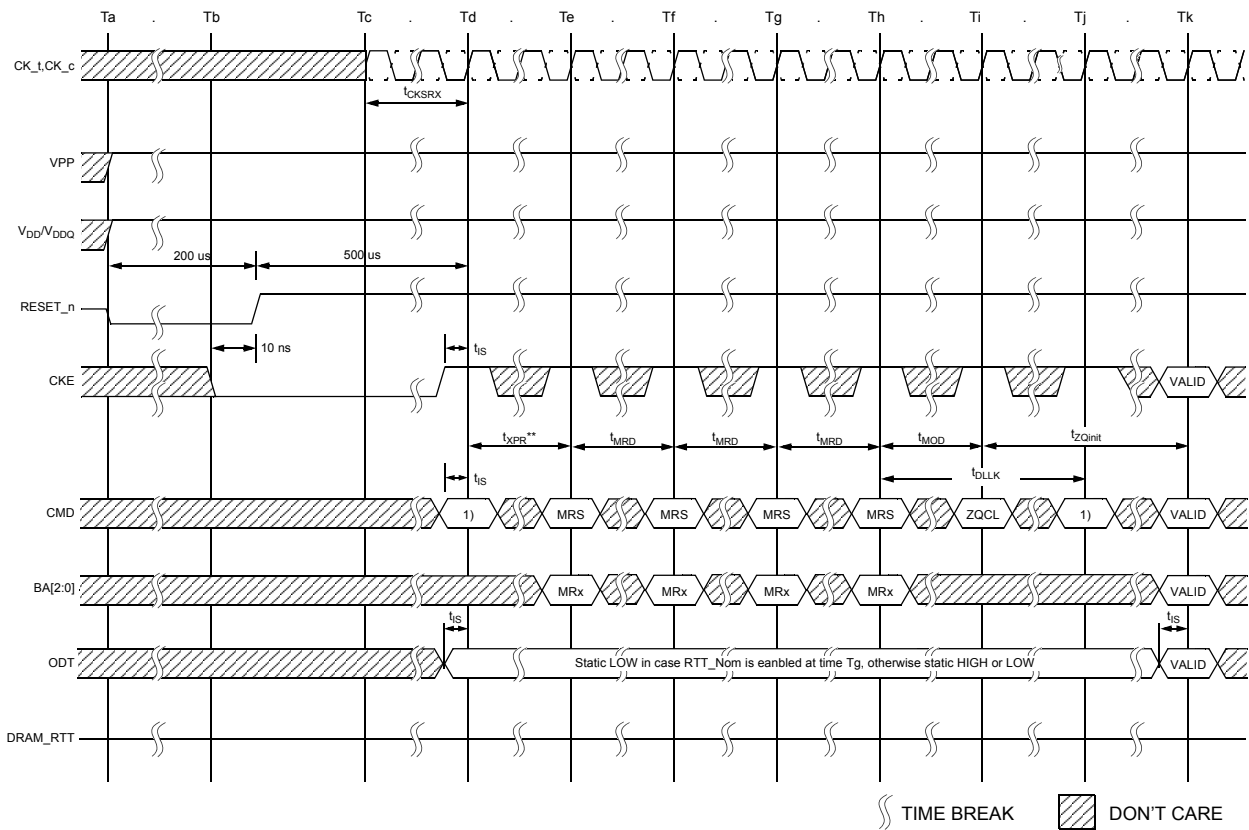 Ta . Tb Tc . Td . Te . Tf . Tg . Th . Ti . Tj . Tk
CK_t,CK_c
tCKSRX
VPP
VDD/VDDQ
200 us 500 us
RESET_n
10 ns tIS
CKE VALID
tXPR** tMRD tMRD tMRD tMOD tZQinit
tIS tDLLK
CMD 1) MRS MRS MRS MRS ZQCL 1) VALID
BA[2:0] MRx MRx MRx MRx VALID
tIS tIS
ODT Static LOW in case RTT_Nom is eanbled at time Tg, otherwise static HIGH or LOW VALID
DRAM_RTT
TIME BREAK DON'T CARE